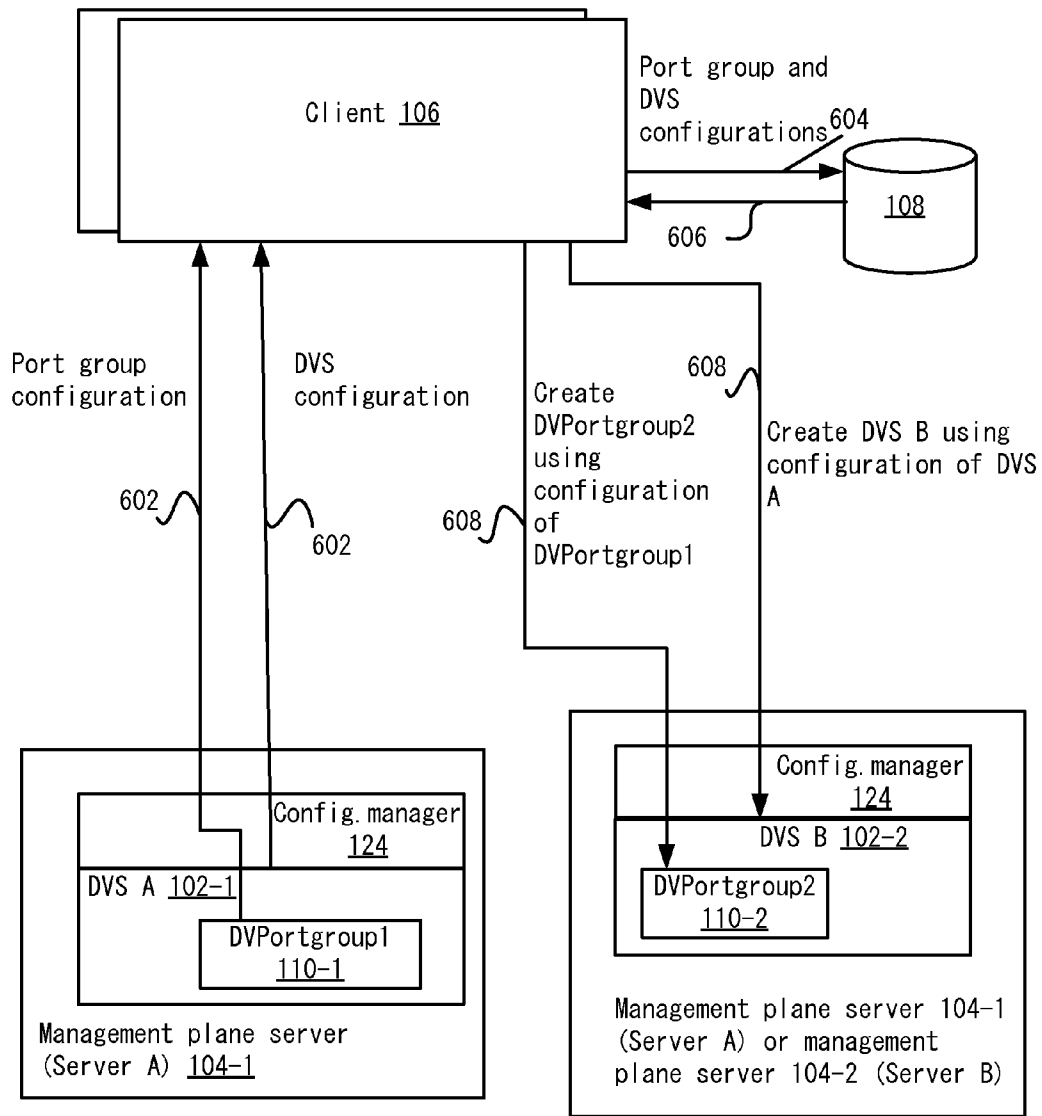 Client 106
Port group and
DVS
configurations
604
108
606
Port group
configuration
DVS
configuration
602
602
Create
DVPortgroup2
using
configuration
of
DVPortgroup1
608
608
Create DVS B using
configuration of DVS
A
Config.manager
124
DVS A 102-1
DVPortgroup1
110-1
Management plane server
(Server A) 104-1
Config.manager
124
DVS B 102-2
DVPortgroup2
110-2
Management plane server 104-1
(Server A) or management
plane server 104-2 (Server B)